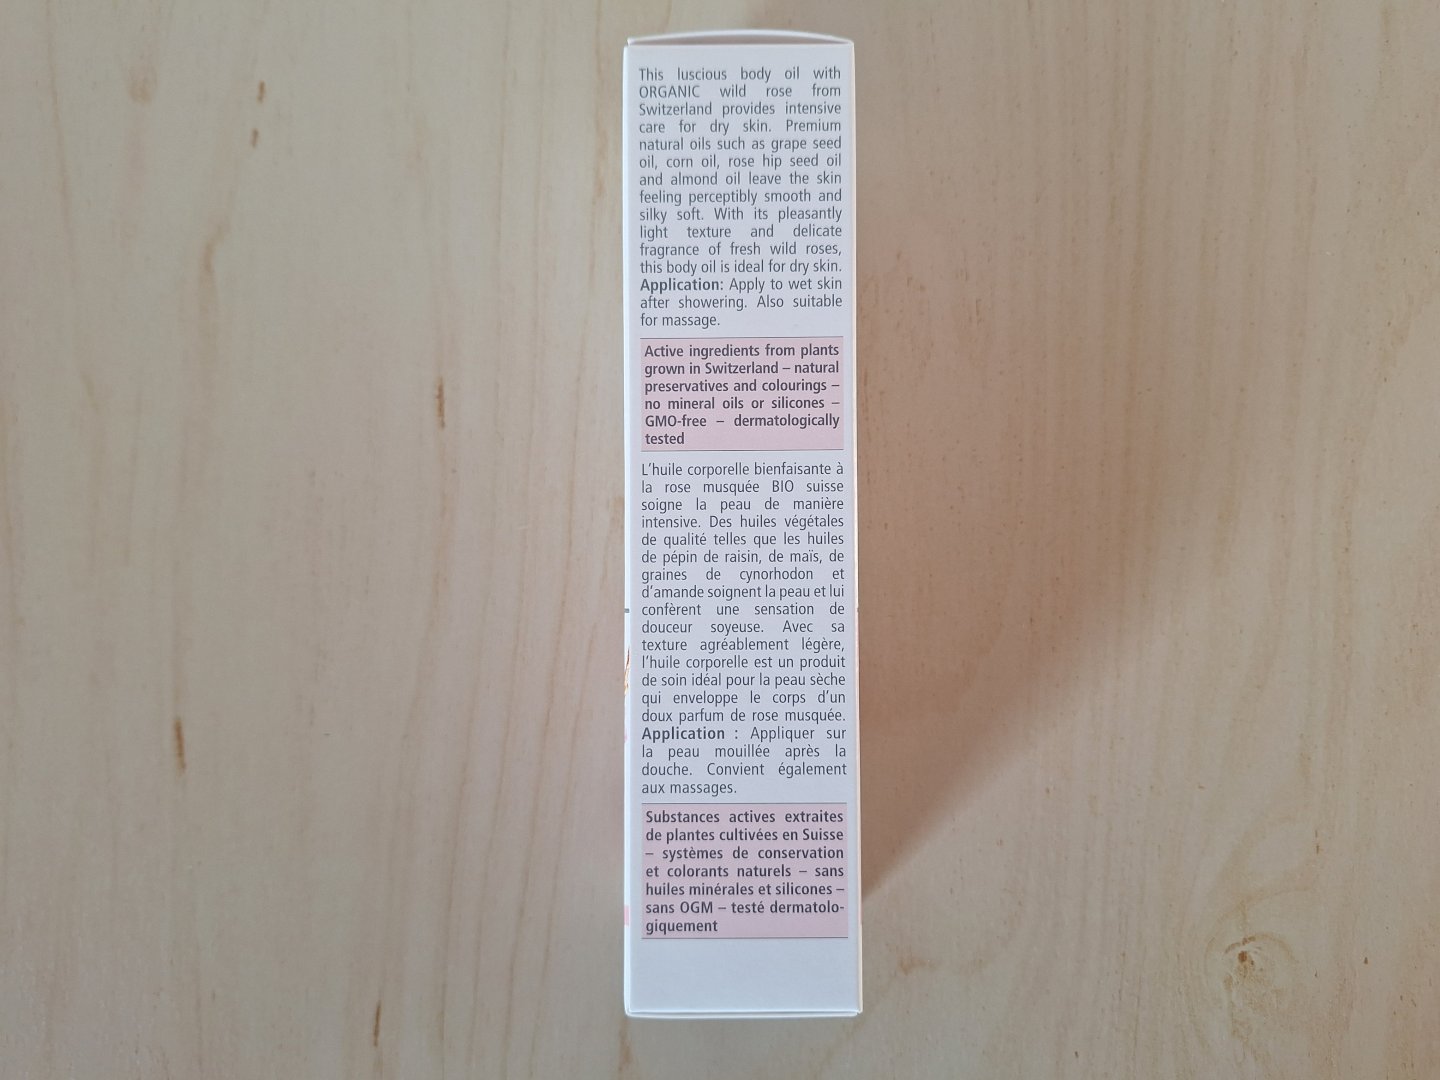 This luscious body oil with
ORGANIC wild rose from
Switzerland provides intensive
care for dry skin. Premium
natural oils such as grape seed
oil, corn oil, rose hip seed oil
and almond oil leave the skin
feeling perceptibly smooth and
silky soft. With its pleasantly
light texture and delicate
fragrance of fresh wild roses,
this body oil is ideal for dry skin.
Application: Apply to wet skin
after showering. Also suitable
for massage.
Active ingredients from plants
grown in Switzerland – natural
preservatives and colourings –
no mineral oils or silicones –
GMO-free – dermatologically
tested
L’huile corporelle bienfaisante à
la rose musquée BIO suisse
soigne la peau de manière
intensive. Des huiles végétales
de qualité telles que les huiles
de pépin de raisin, de maïs, de
graines de cynorhodon et
d’amande soignent la peau et lui
confèrent une sensation de
douceur soyeuse. Avec sa
texture agréablement légère,
l’huile corporelle est un produit
de soin idéal pour la peau sèche
qui enveloppe le corps d’un
doux parfum de rose musquée.
Application : Appliquer sur
la peau mouillée après la
douche. Convient également
aux massages.
Substances actives extraites
de plantes cultivées en Suisse
– systèmes de conservation
et colorants naturels – sans
huiles minérales et silicones –
sans OGM – testé dermatolo-
giquement